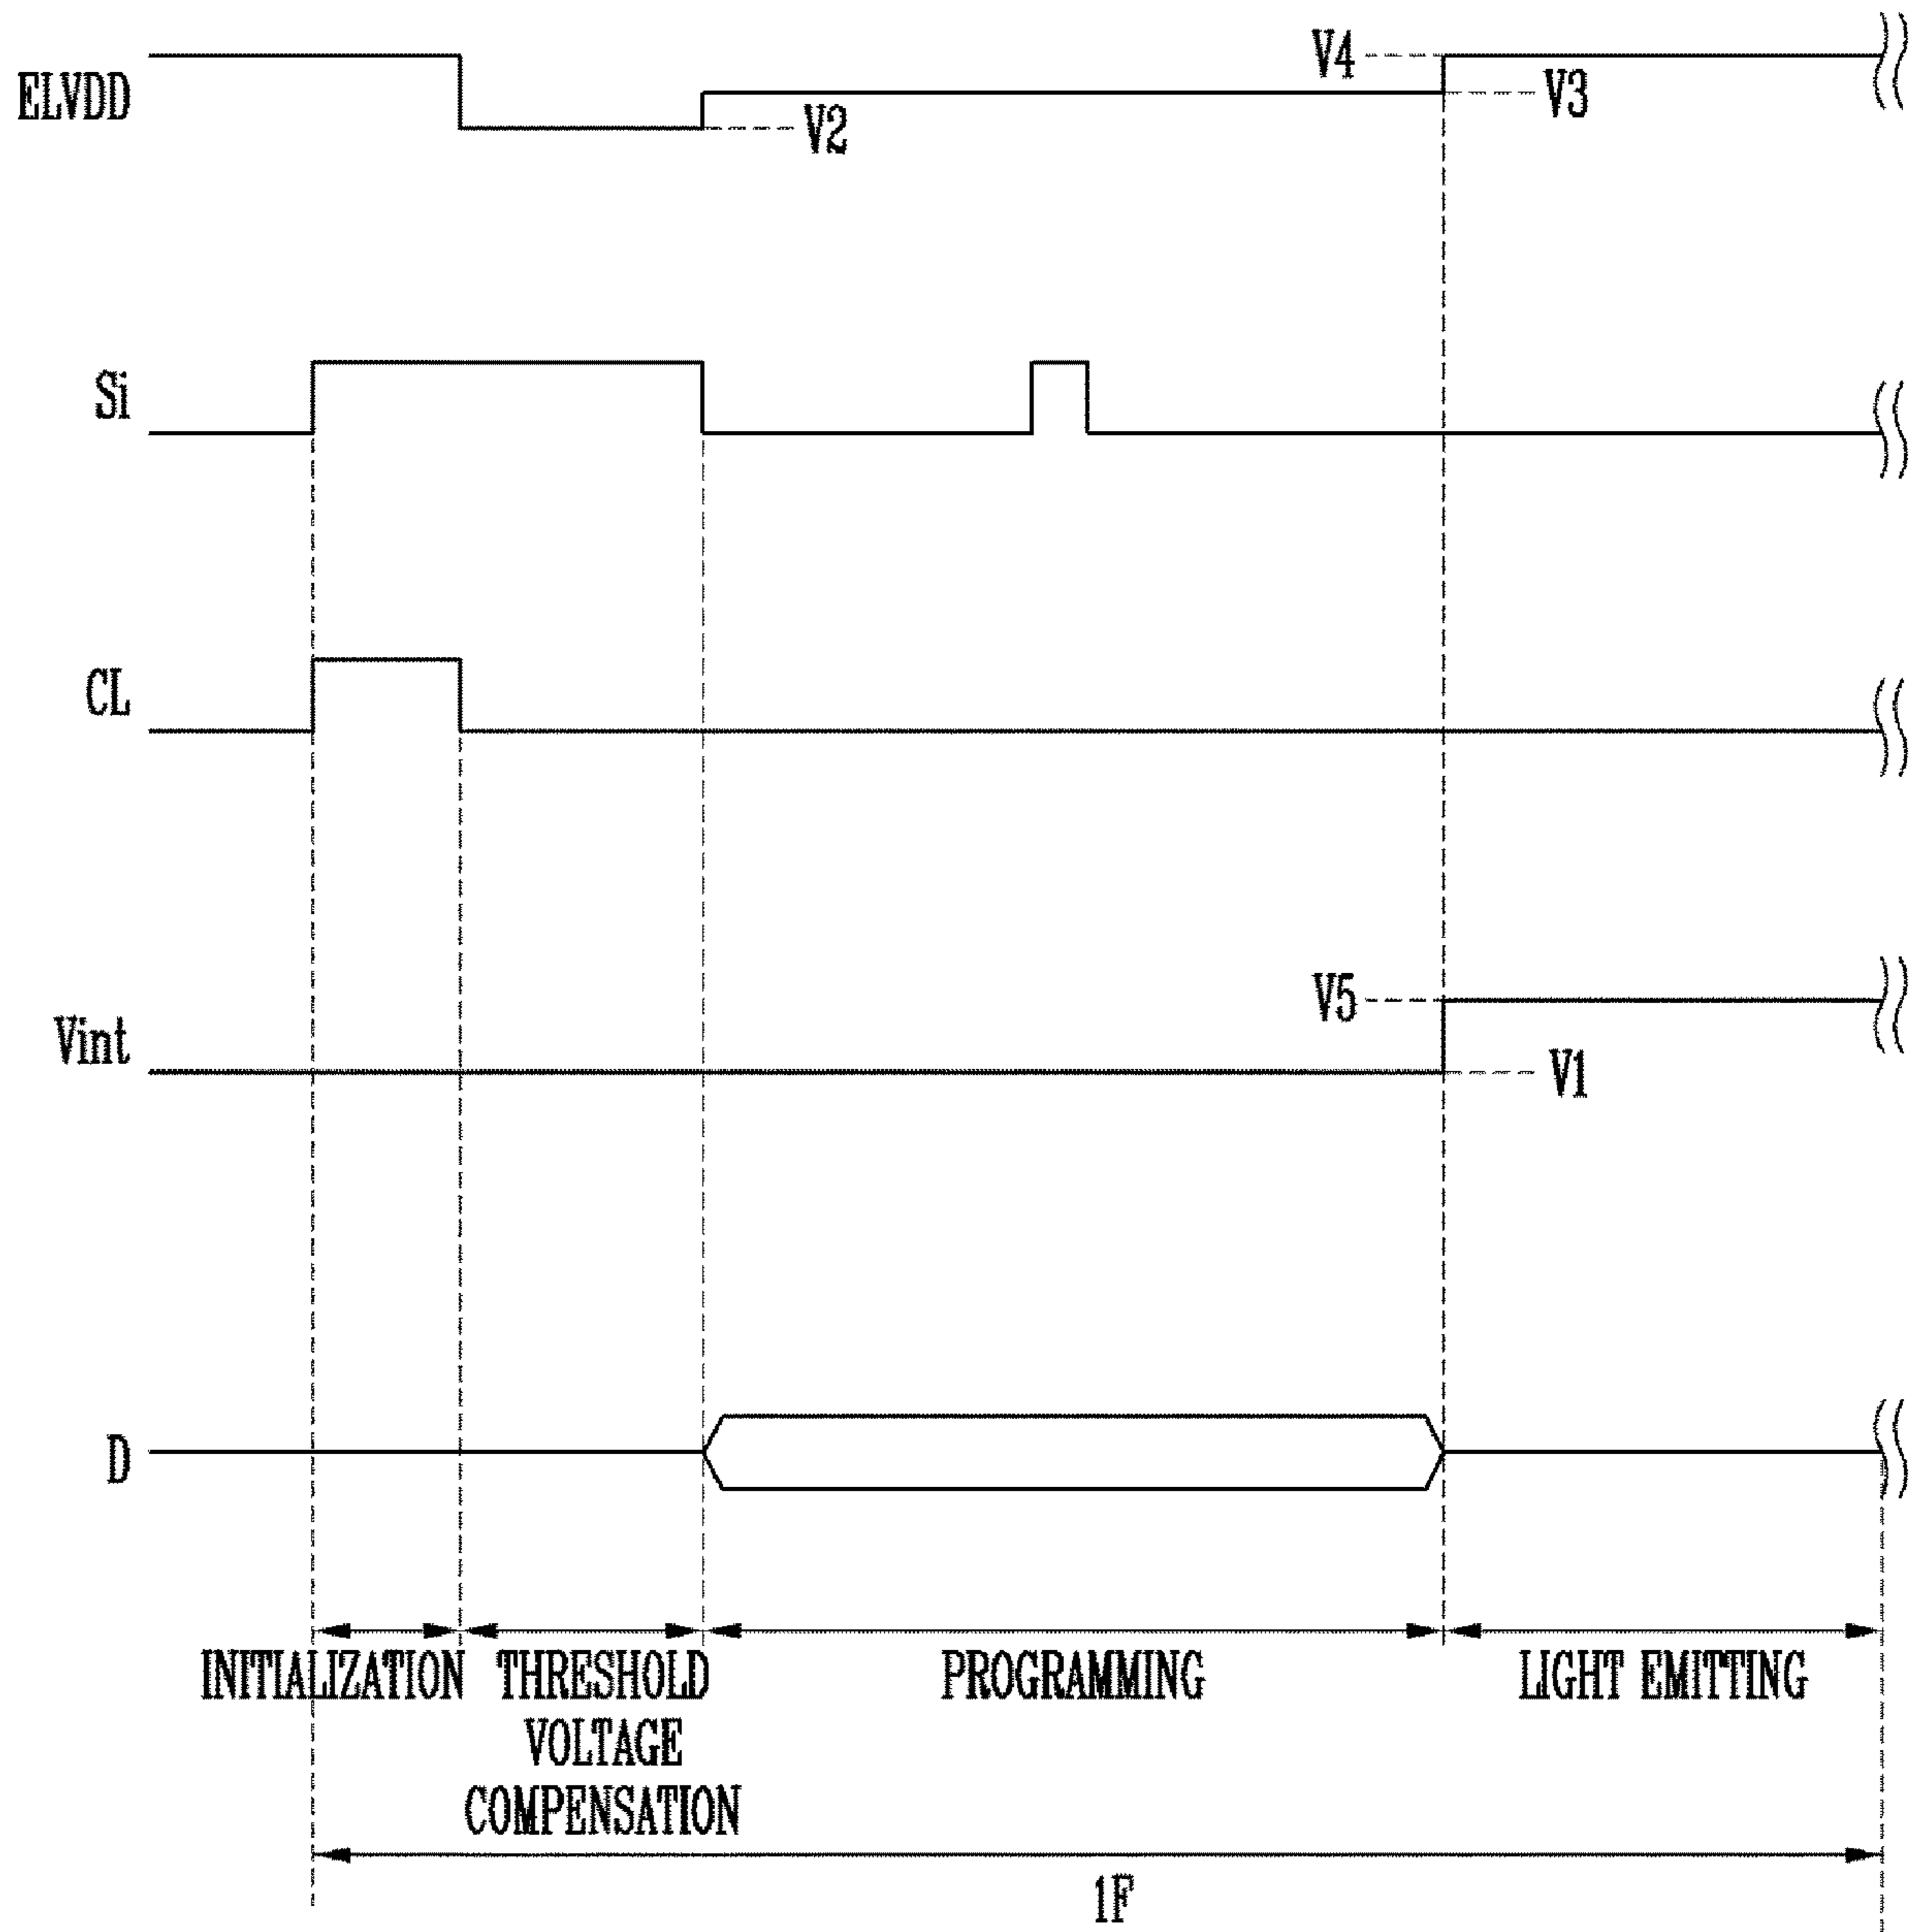 V4
ELVDD
V3
V2
Si
CL
V5
Vint
V1
D
INITIALIZATION
THRESHOLD
VOLTAGE
COMPENSATION
PROGRAMMING
LIGHT EMITTING
1F